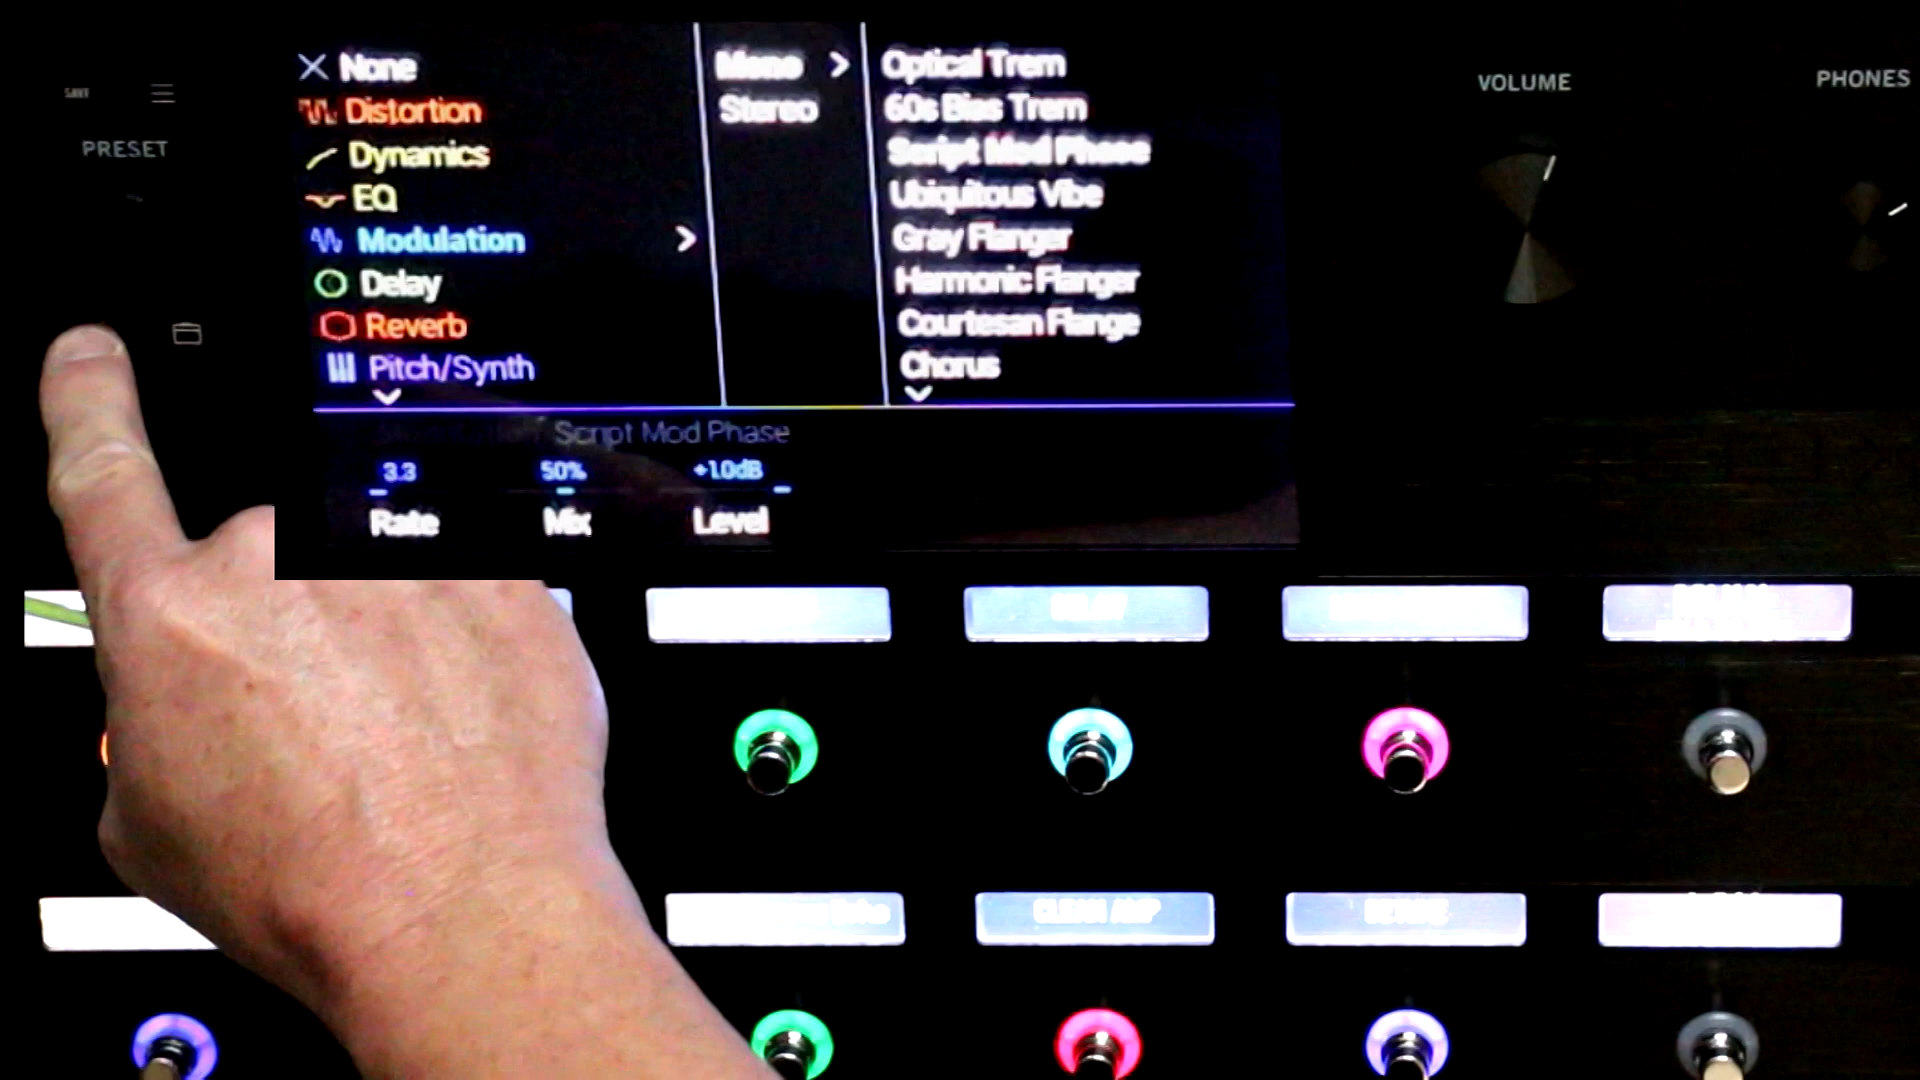 SAVE
PRESET
VOLUME
PHONES
None
Distortion
Dynamics
EQ
Modulation
Delay
Reverb
Pitch/Synth
Mono
Stereo
Optical Trem
60s Bias Trem
Script Mod Phase
Ubiquitous Vibe
Gray Flanger
Harmonic Flanger
Courtesan Flange
Chorus
Script Mod Phase
3.3 50% +1.0dB
Rate Mix Level
DELAY
CLEAN AMP